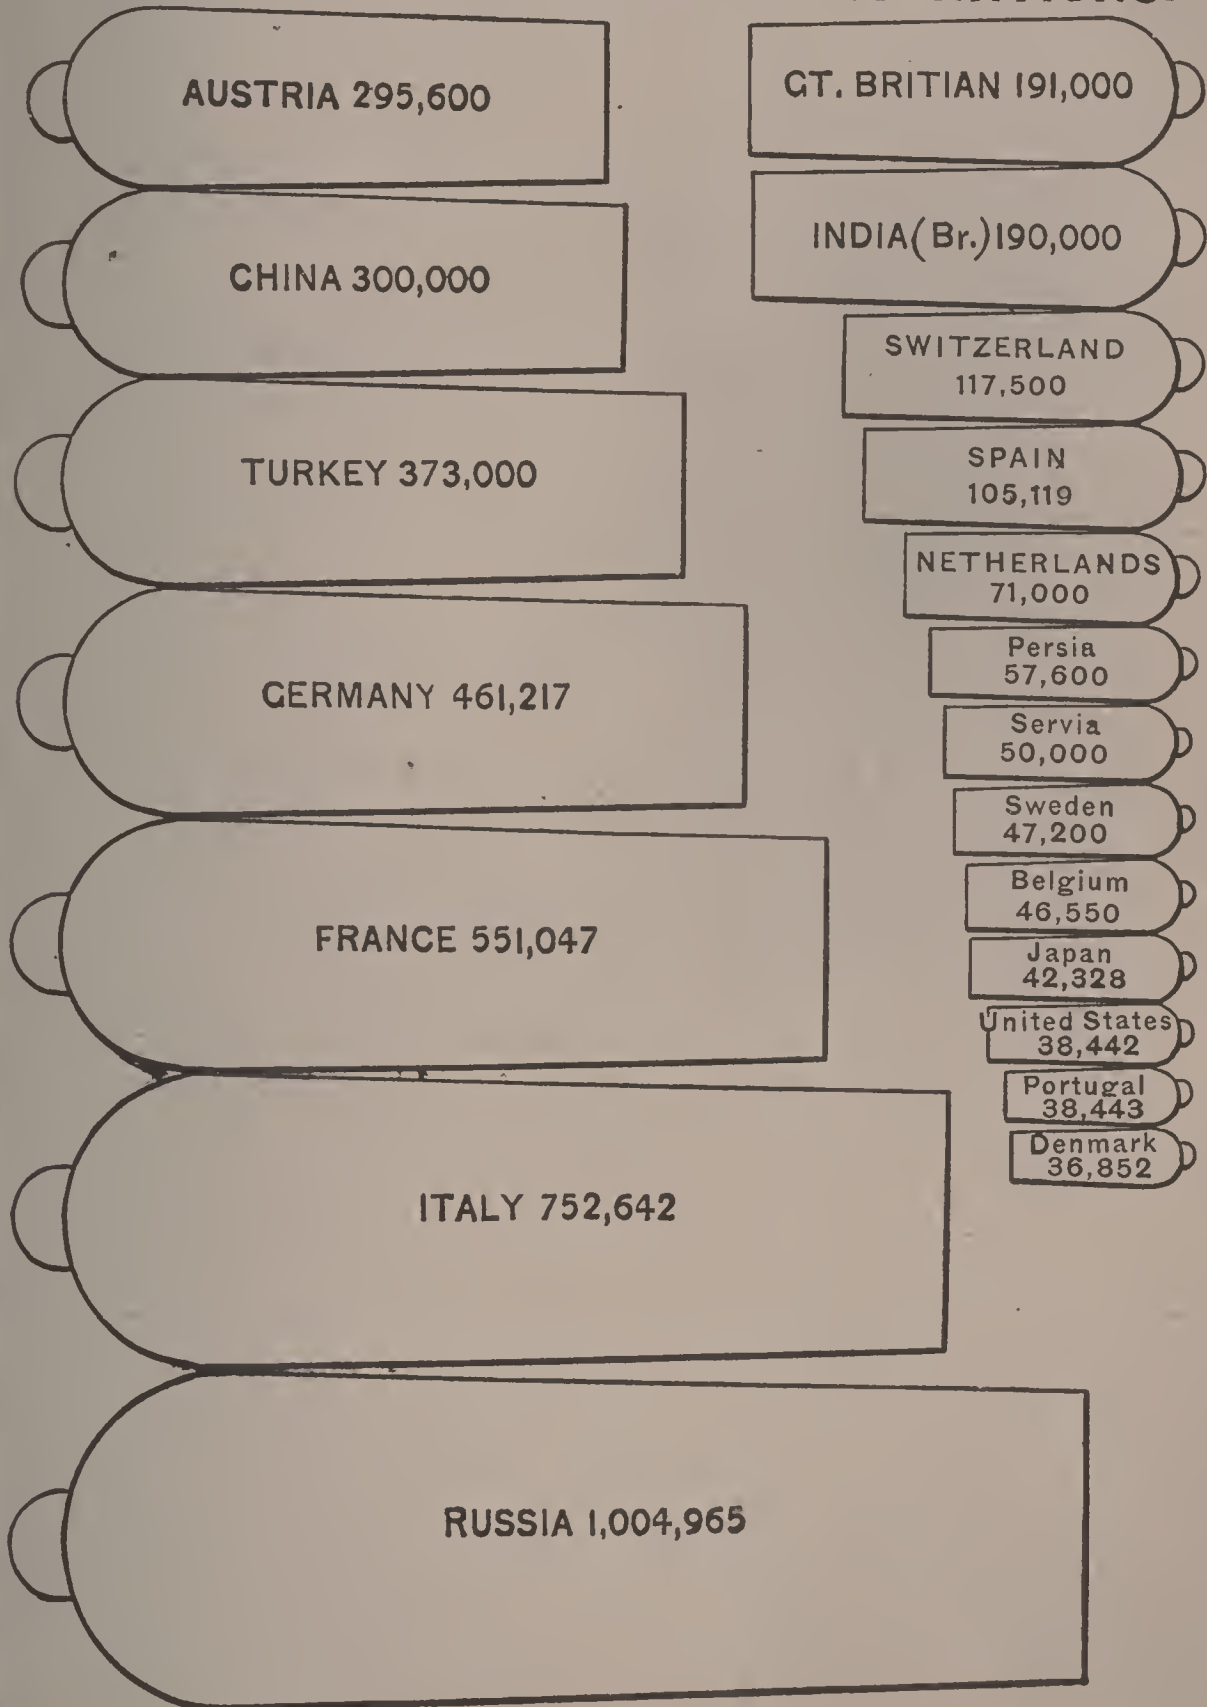 AUSTRIA 295,600
CHINA 300,000
TURKEY 373,000
GERMANY 461,217
FRANCE 551,047
ITALY 752,642
RUSSIA 1,004,965
GT. BRITIAN 191,000
INDIA(Br.)190,000
SWITZERLAND
117,500
SPAIN
105,119
NETHERLANDS
71,000
Persia
57,600
Servia
50,000
Sweden
47,200
Belgium
46,550
Japan
42,328
United States
38,442
Portugal
38,443
Denmark
36,852